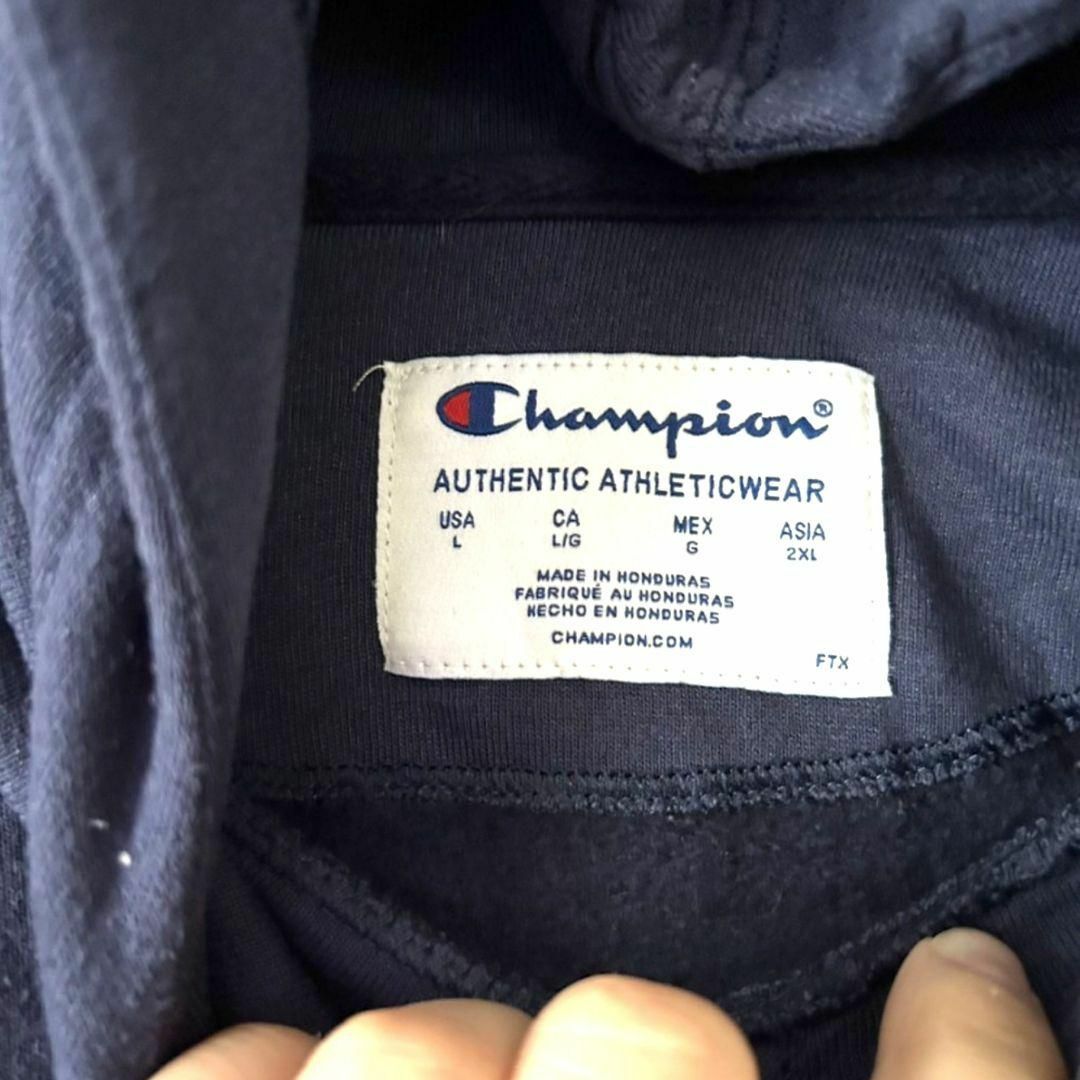 Champion®
AUTHENTIC ATHLETICWEAR
USA CA MEX ASIA
L L/G G 2XL
MADE IN HONDURAS
FABRIQUÉ AU HONDURAS
HECHO EN HONDURAS
CHAMPION.COM
FTX